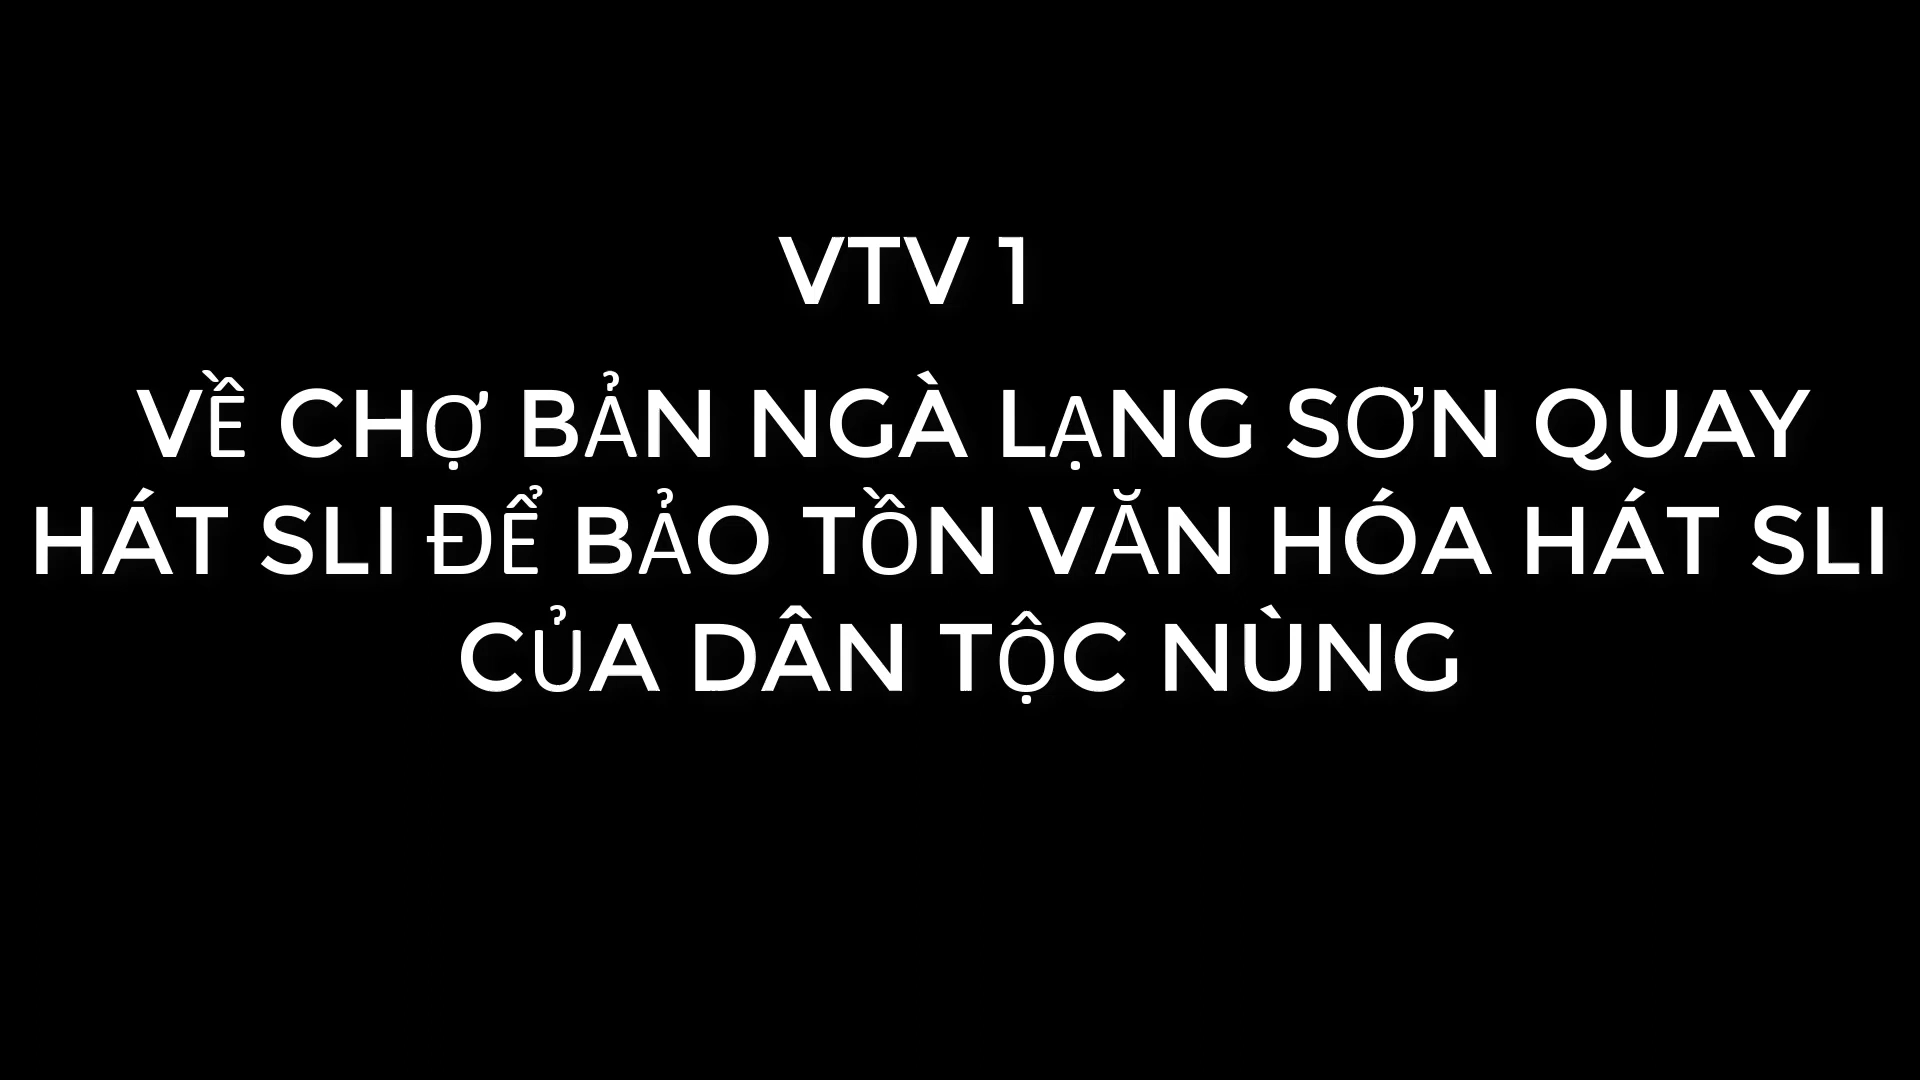 VTV 1
VỀ CHỢ BẢN NGÀ LẠNG SƠN QUAY
HÁT SLI ĐỂ BẢO TỒN VĂN HÓA HÁT SLI
CỦA DÂN TỘC NÙNG